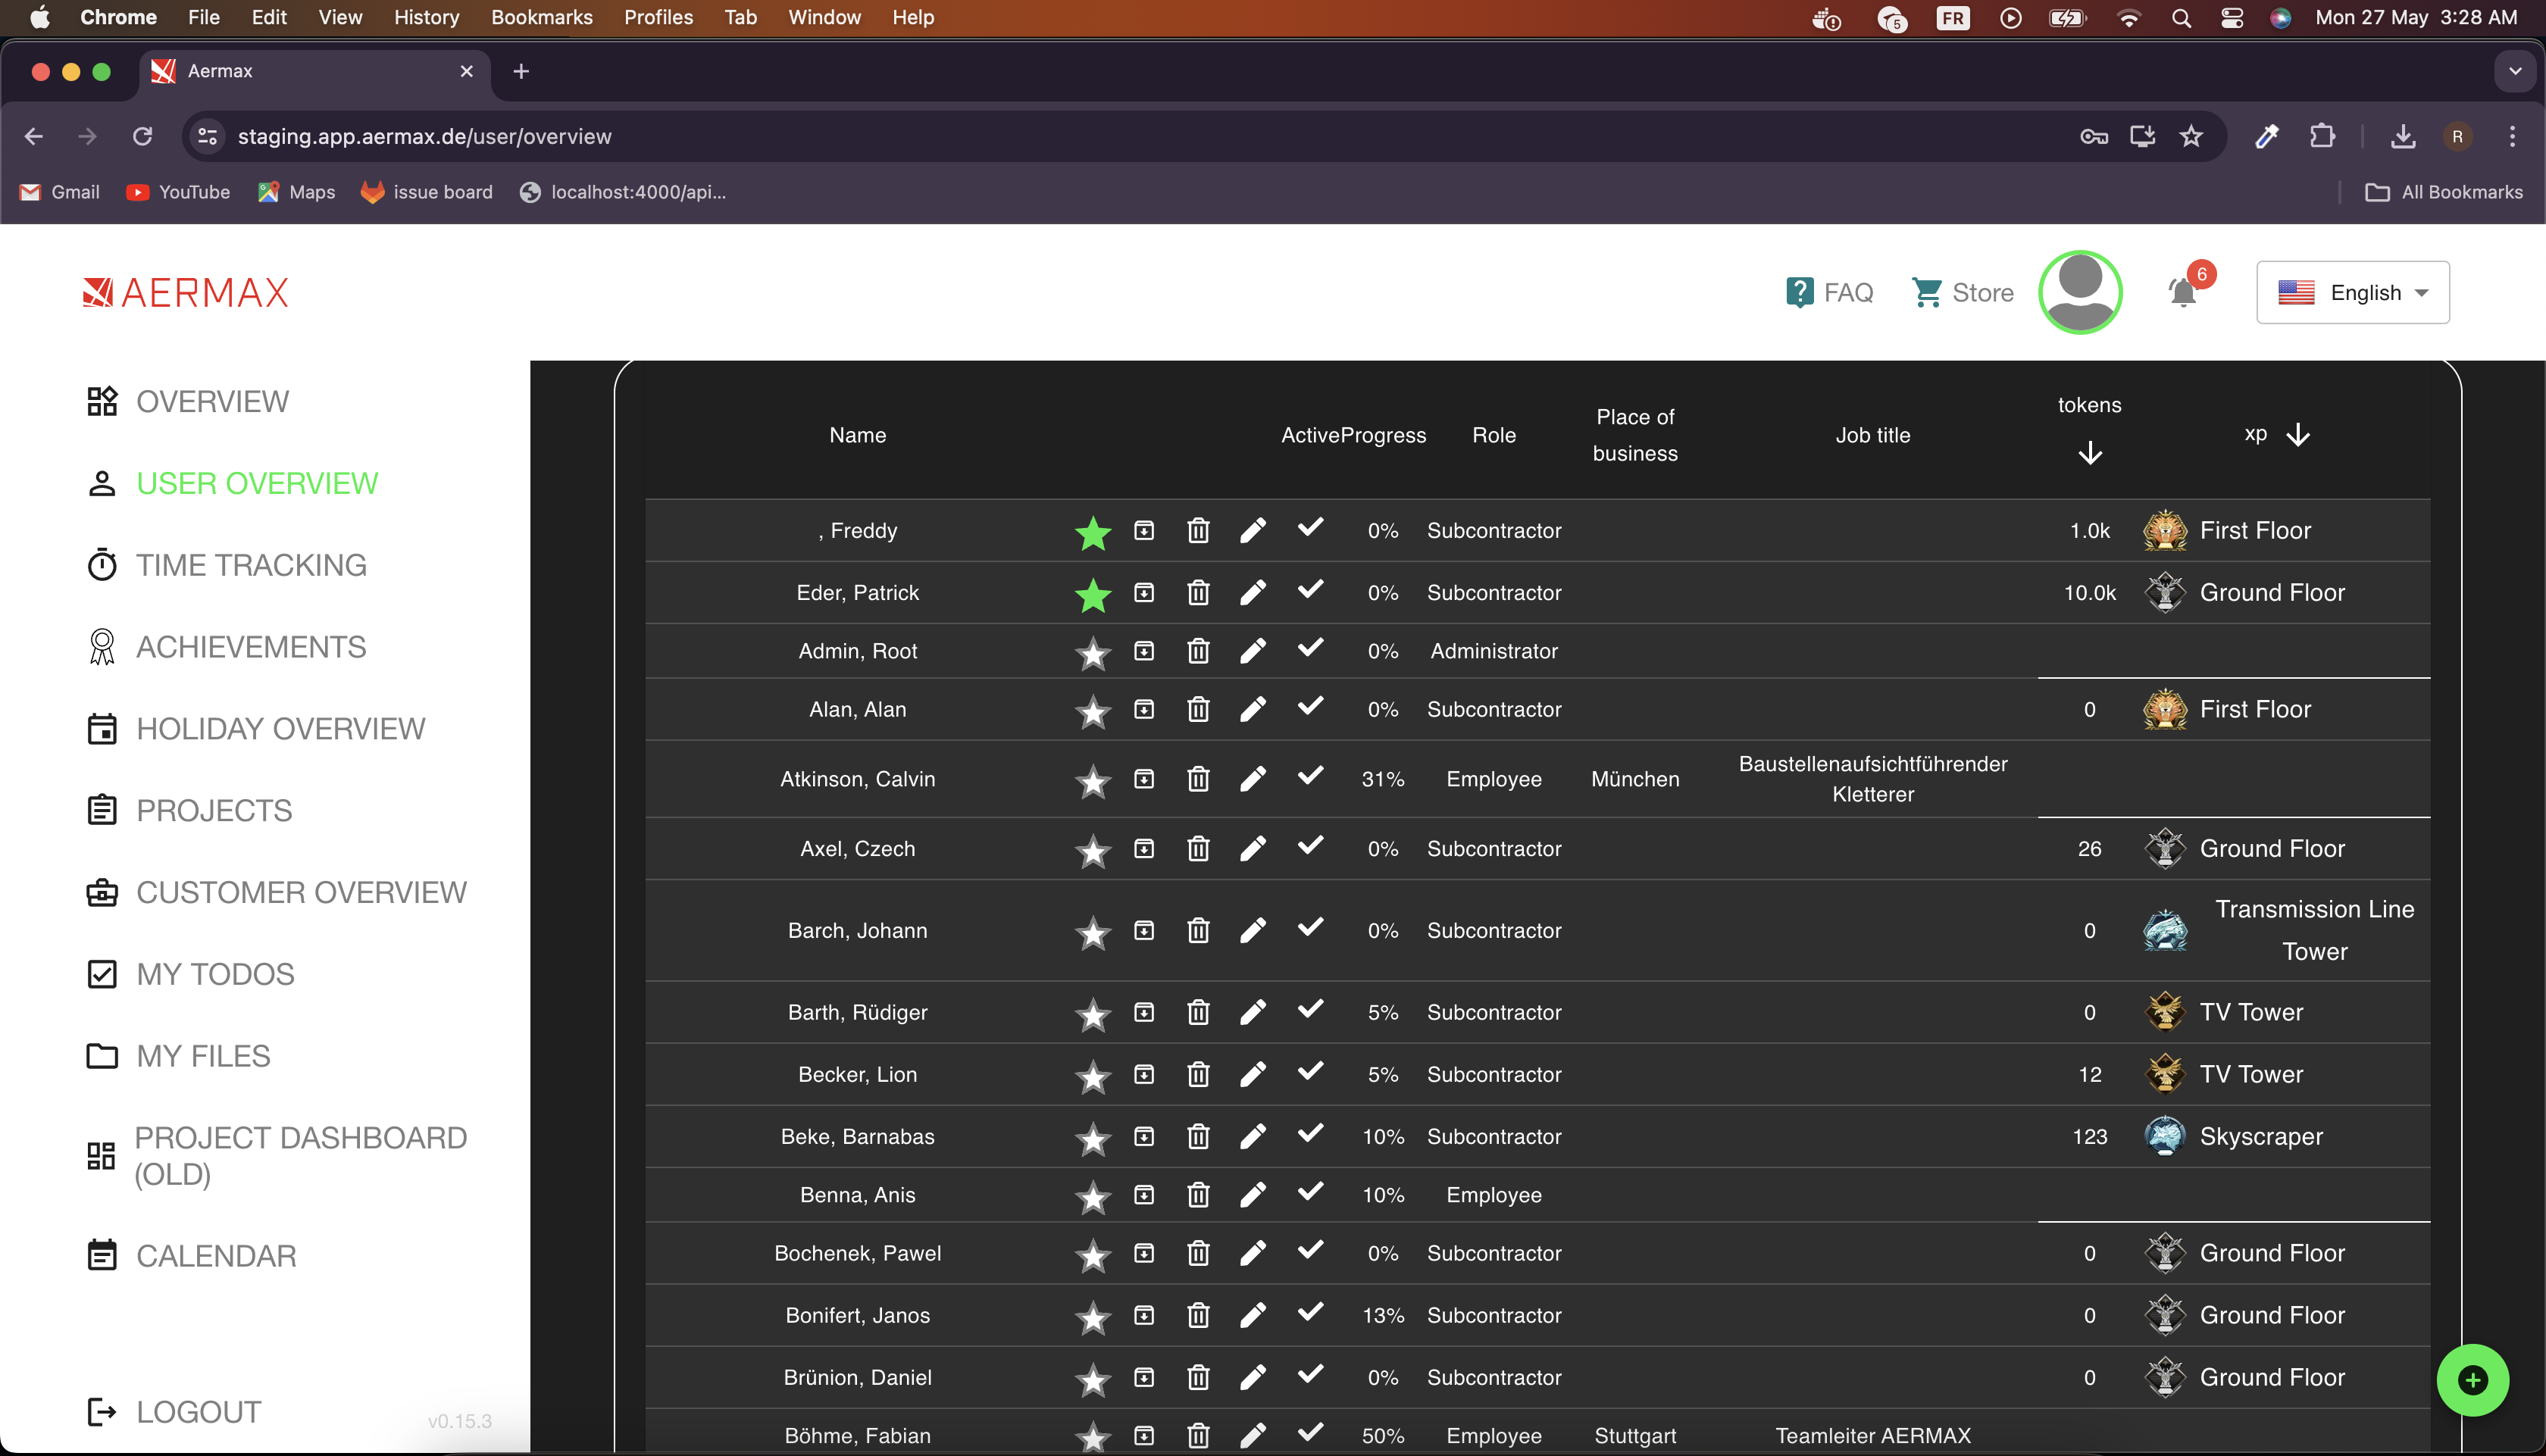 Chrome File Edit View History Bookmarks Profiles Tab Window Help 5 FR Mon 27 May 3:28 AM
Aermax
staging.app.aermax.de/user/overview R
Gmail YouTube Maps issue board localhost:4000/api... All Bookmarks
AERMAX FAQ Store 6 English
OVERVIEW
USER OVERVIEW
TIME TRACKING
ACHIEVEMENTS
HOLIDAY OVERVIEW
PROJECTS
CUSTOMER OVERVIEW
MY TODOS
MY FILES
PROJECT DASHBOARD
(OLD)
CALENDAR
LOGOUT v0.15.3
Name Active Progress Role Place of business Job title tokens xp
, Freddy 0% Subcontractor 1.0k First Floor
Eder, Patrick 0% Subcontractor 10.0k Ground Floor
Admin, Root 0% Administrator
Alan, Alan 0% Subcontractor 0 First Floor
Atkinson, Calvin 31% Employee München Baustellenaufsichtführender Kletterer
Axel, Czech 0% Subcontractor 26 Ground Floor
Barch, Johann 0% Subcontractor 0 Transmission Line Tower
Barth, Rüdiger 5% Subcontractor 0 TV Tower
Becker, Lion 5% Subcontractor 12 TV Tower
Beke, Barnabas 10% Subcontractor 123 Skyscraper
Benna, Anis 10% Employee
Bochenek, Pawel 0% Subcontractor 0 Ground Floor
Bonifert, Janos 13% Subcontractor 0 Ground Floor
Brünion, Daniel 0% Subcontractor 0 Ground Floor
Böhme, Fabian 50% Employee Stuttgart Teamleiter AERMAX